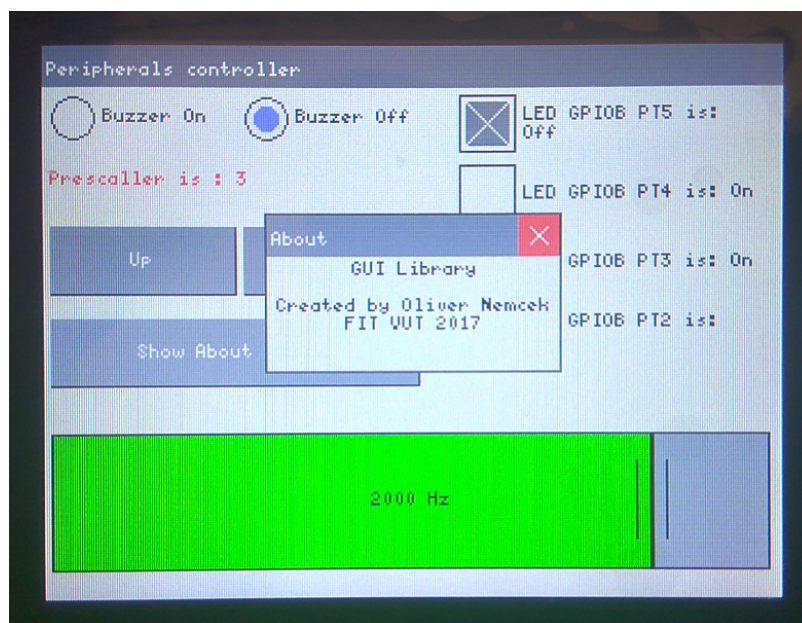 Peripherals controller
Buzzer On
Buzzer Off
LED GPIOB PT5 is:
Off
Prescaller is : 3
LED GPIOB PT4 is: On
Up
About
GUI Library
Created by Oliver Nemcek
FIT VUT 2017
GPIOB PT3 is: On
GPIOB PT2 is:
Show About
2000 Hz